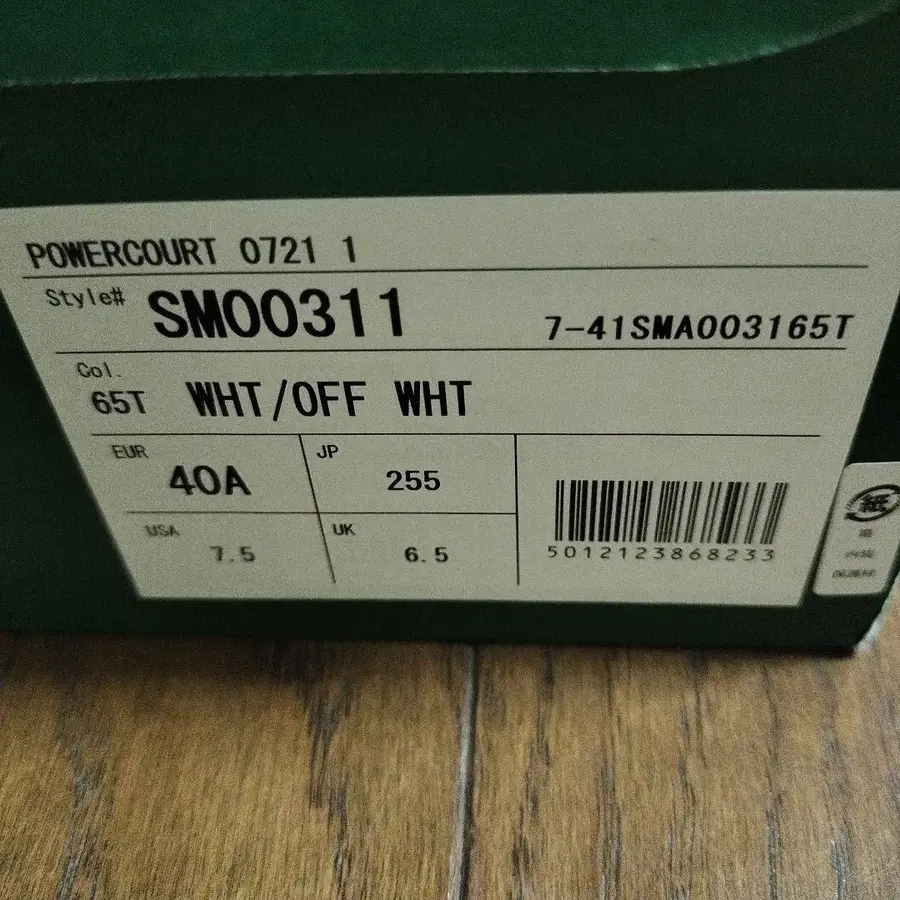 POWERCOURT 0721 1
Style# SM00311 7-41SMA003165T
Col.
65T WHT/OFF WHT
EUR 40A JP 255
USA 7.5 UK 6.5
5012123868233
紙
箱